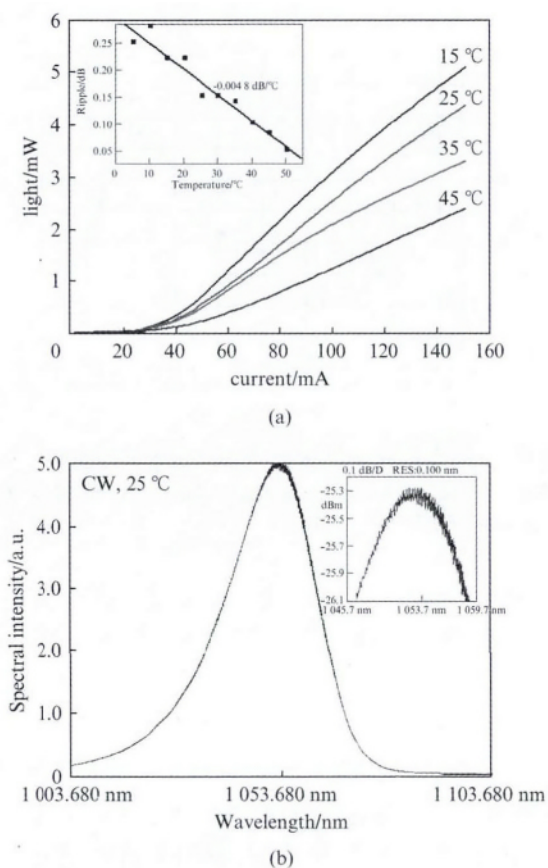 6
5
4
3
2
1
light/mW
0 20 40 60 80 100 120 140 160
current/mA
15 ℃
25 ℃
35 ℃
45 ℃
0.25
0.20
0.15
0.10
0.05
Ripple/dB
-0.004 8 dB/℃
0 10 20 30 40 50
Temperature/℃
(a)
CW, 25 ℃
5.0
4.0
3.0
2.0
1.0
0
Spectral intensity/a.u.
0.1 dB/D RES:0.100 nm
-25.3
dBm
-25.5
-25.7
-25.9
-26.1
1 045.7 nm 1 053.7 nm 1 059.7 nm
1 003.680 nm 1 053.680 nm 1 103.680 nm
Wavelength/nm
(b)